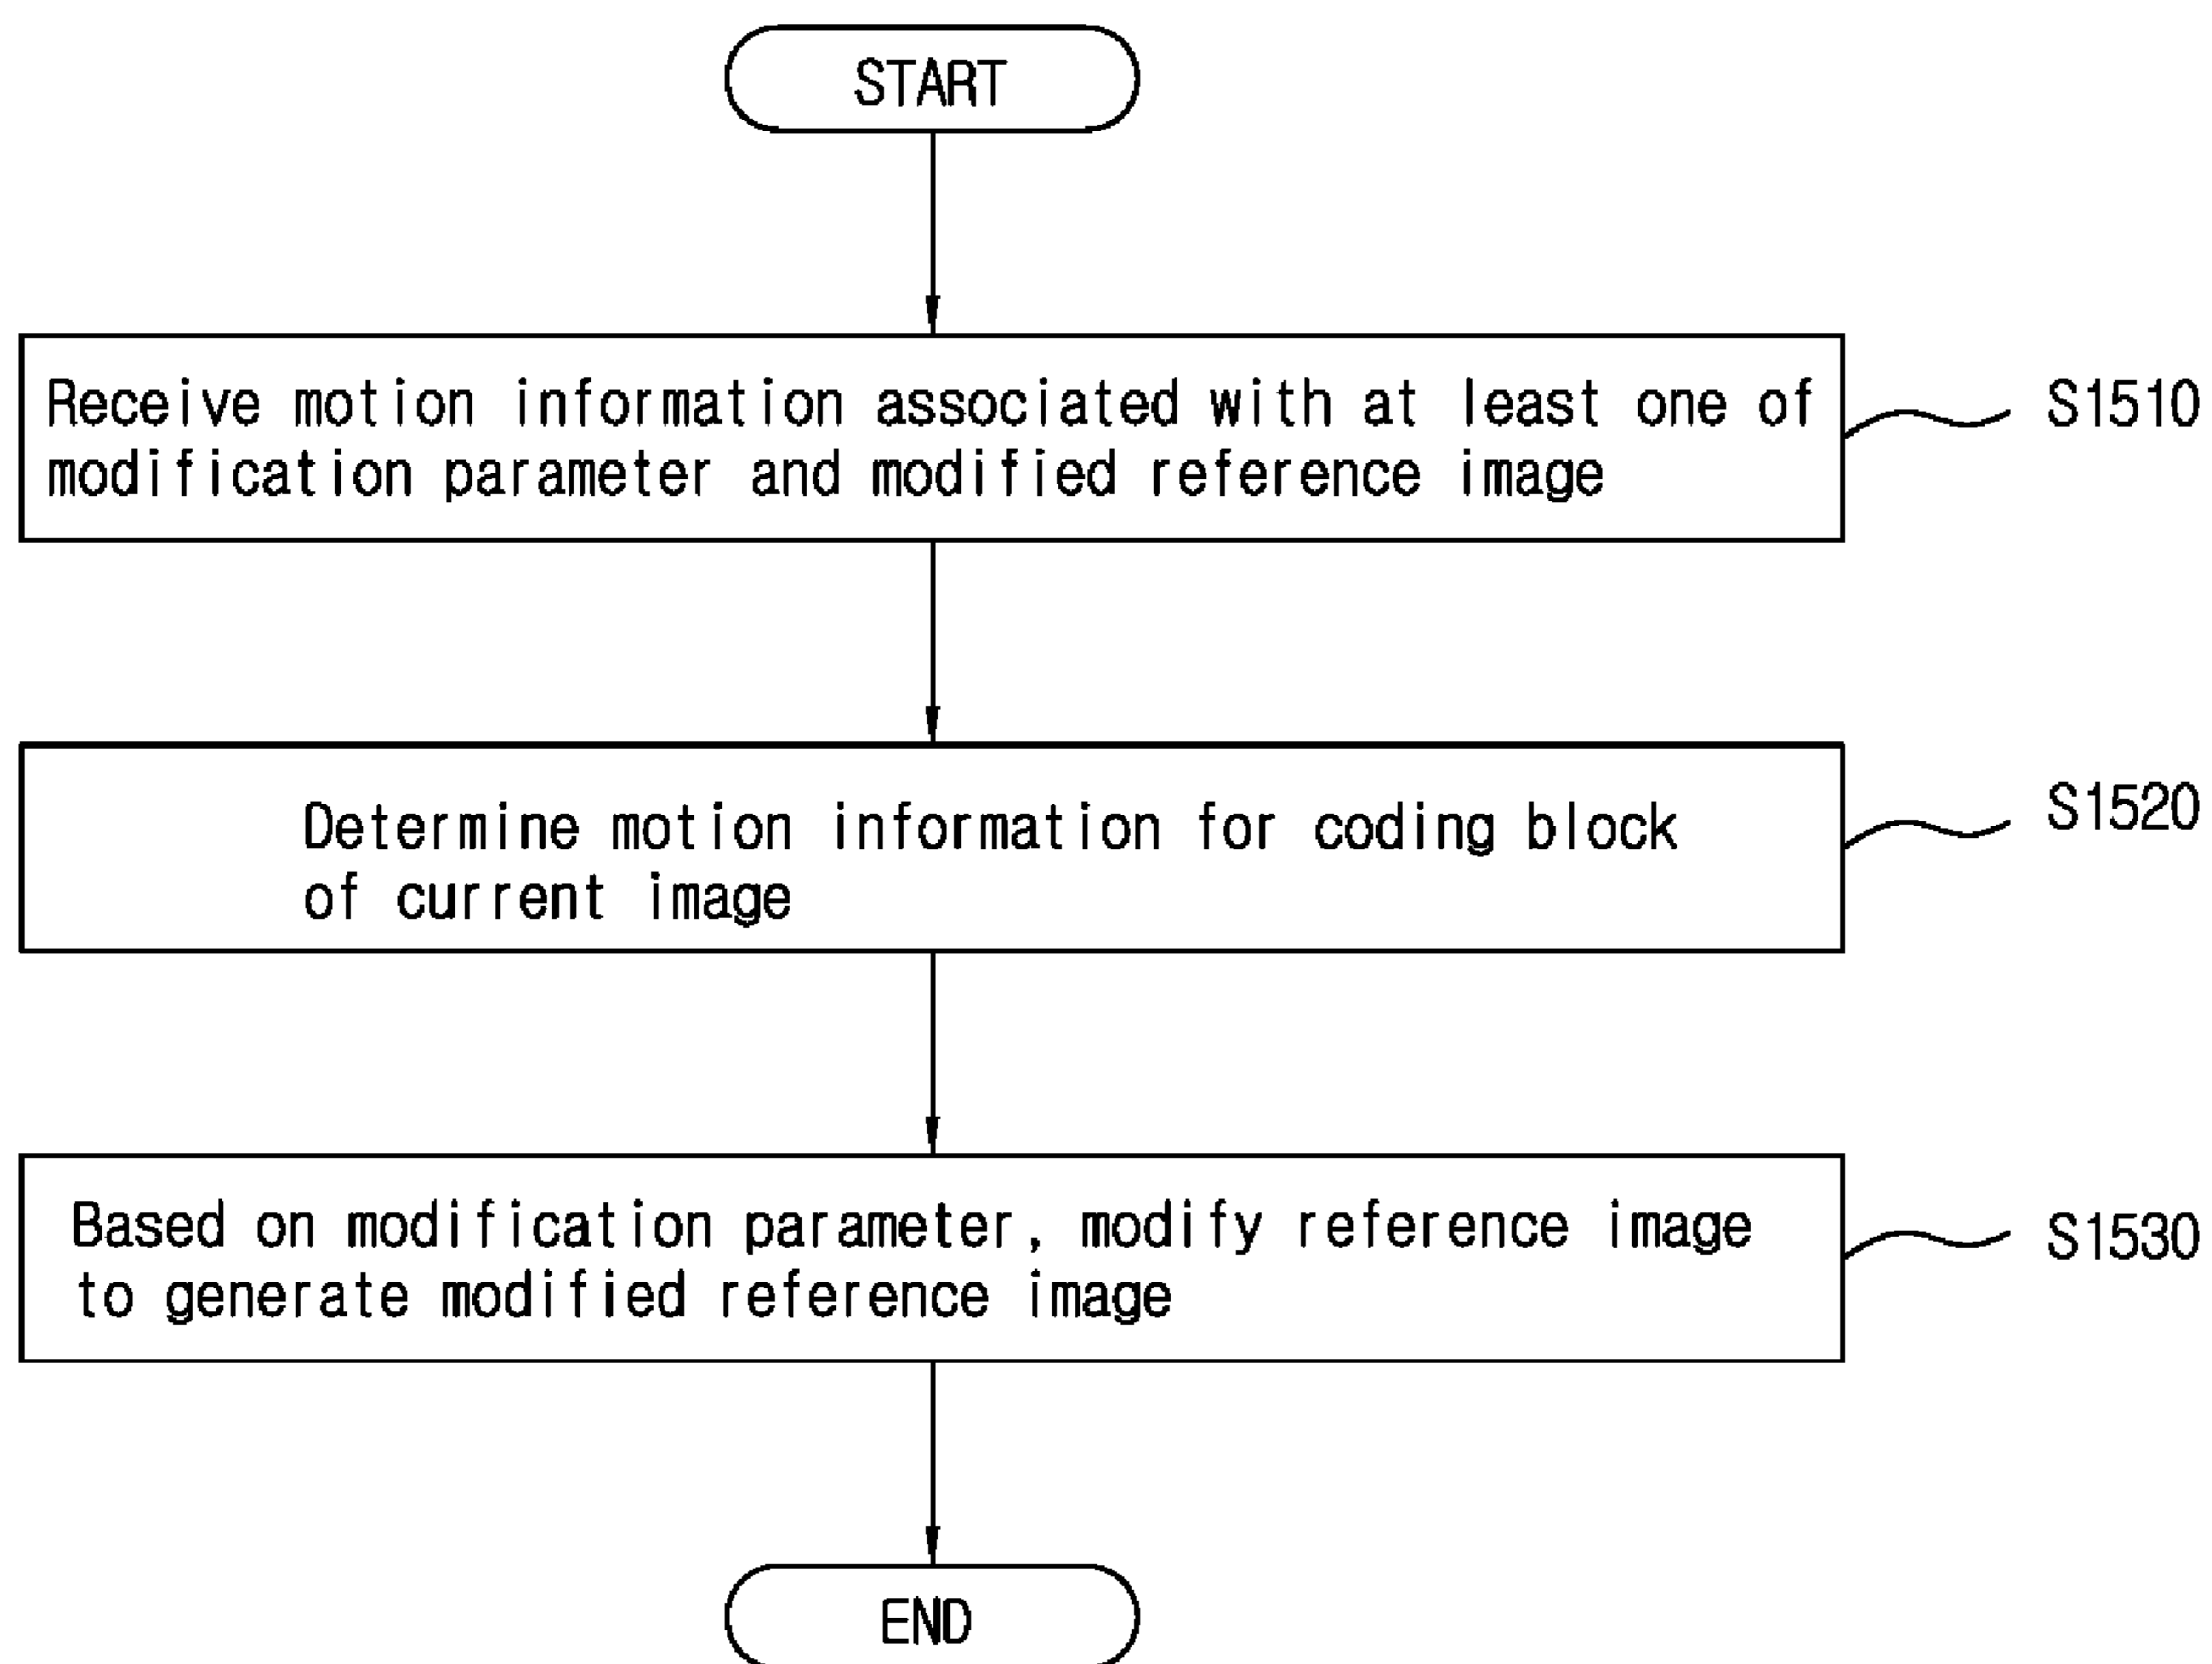 START
Receive motion information associated with at least one of
modification parameter and modified reference image
S1510
Determine motion information for coding block
of current image
S1520
Based on modification parameter, modify reference image
to generate modified reference image
S1530
END